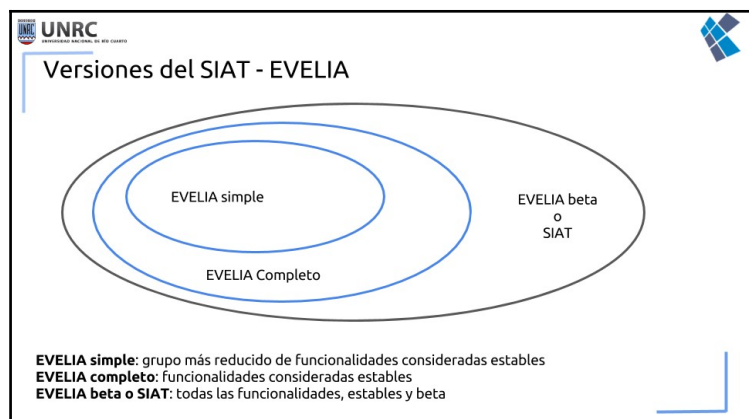 UNRC
UNRC
UNIVERSIDAD NACIONAL DE RÍO CUARTO
Versiones del SIAT - EVELIA
EVELIA simple
EVELIA beta
o
SIAT
EVELIA Completo
EVELIA simple: grupo más reducido de funcionalidades consideradas estables
EVELIA completo: funcionalidades consideradas estables
EVELIA beta o SIAT: todas las funcionalidades, estables y beta